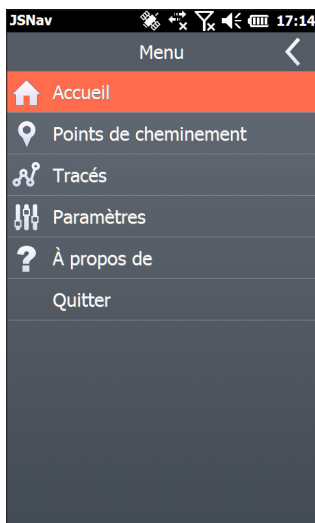 JSNav 17:14
Menu
Accueil
Points de cheminement
Tracés
Paramètres
À propos de
Quitter